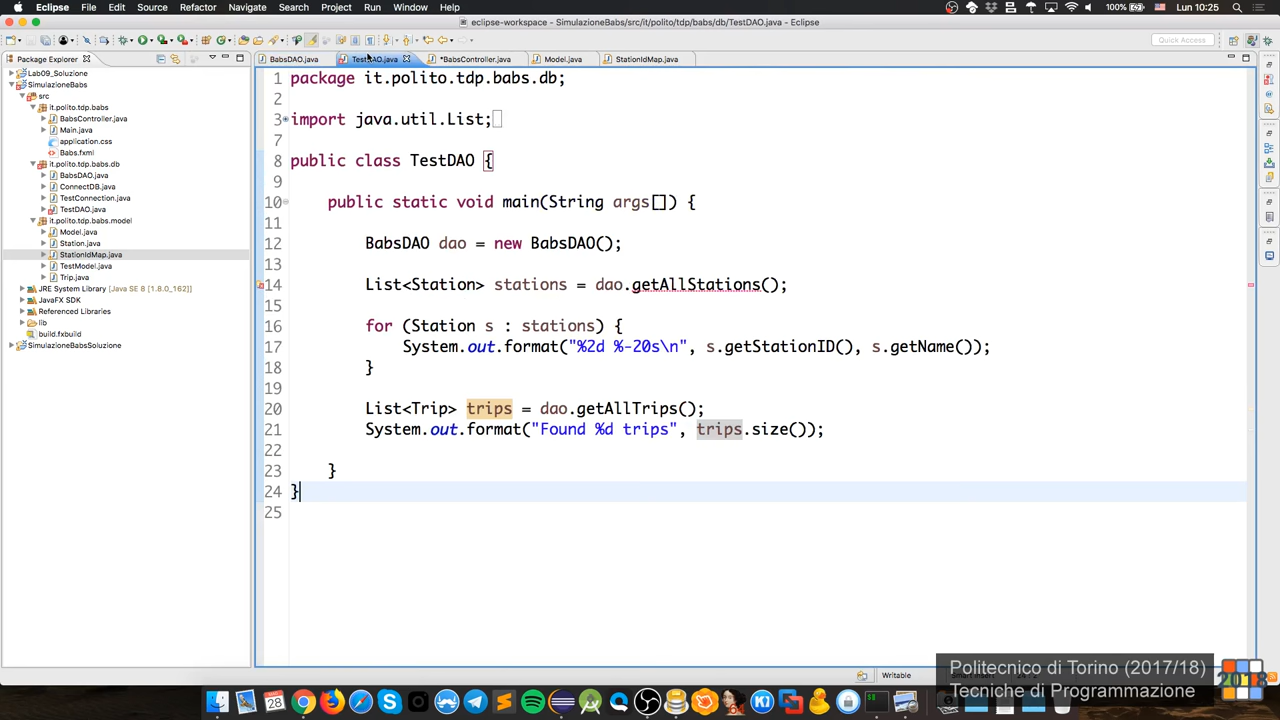 Eclipse File Edit Source Refactor Navigate Search Project Run Window Help
100% Lun 10:25
eclipse-workspace - SimulazioneBabs/src/it/polito/tdp/babs/db/TestDAO.java - Eclipse
Quick Access
Package Explorer
BabsDAO.java TestDAO.java *BabsController.java Model.java StationIdMap.java
Lab09_Soluzione
SimulazioneBabs
src
it.polito.tdp.babs
BabsController.java
Main.java
application.css
Babs.fxml
it.polito.tdp.babs.db
BabsDAO.java
ConnectDB.java
TestConnection.java
TestDAO.java
it.polito.tdp.babs.model
Model.java
Station.java
StationIdMap.java
TestModel.java
Trip.java
JRE System Library [Java SE 8 [1.8.0_162]]
JavaFX SDK
Referenced Libraries
lib
build.fxbuild
SimulazioneBabsSoluzione
1 package it.polito.tdp.babs.db;
2
3 import java.util.List;
7
8 public class TestDAO {
9
10 public static void main(String args[]) {
11
12 BabsDAO dao = new BabsDAO();
13
14 List<Station> stations = dao.getAllStations();
15
16 for (Station s : stations) {
17 System.out.format("%2d %-20s\n", s.getStationID(), s.getName());
18 }
19
20 List<Trip> trips = dao.getAllTrips();
21 System.out.format("Found %d trips", trips.size());
22
23 }
24 }
25
Writable
Politecnico di Torino (2017/18)
Tecniche di Programmazione
2018
28